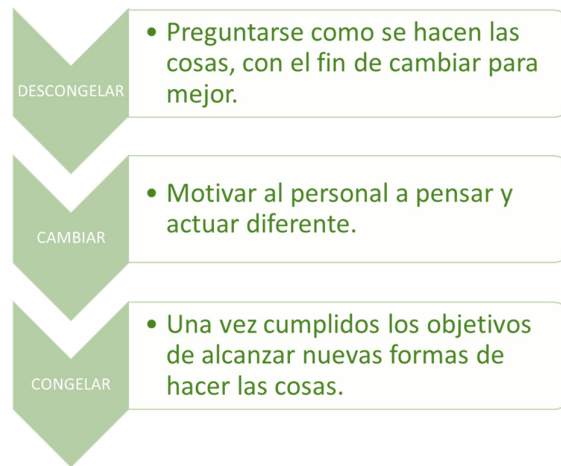 DESCONGELAR
• Preguntarse como se hacen las
cosas, con el fin de cambiar para
mejor.
CAMBIAR
• Motivar al personal a pensar y
actuar diferente.
CONGELAR
• Una vez cumplidos los objetivos
de alcanzar nuevas formas de
hacer las cosas.